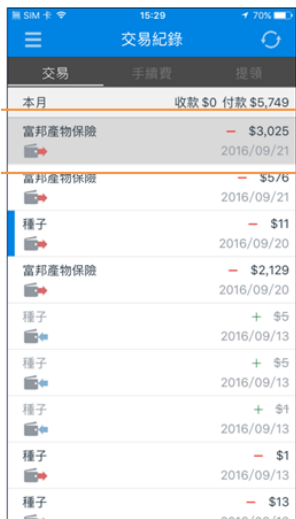 無 SIM 卡 15:29 70%
交易紀錄
交易 手續費 提領
本月 收款 $0 付款 $5,749
富邦產物保險 － $3,025
2016/09/21
富邦產物保險 － $576
2016/09/21
種子 － $11
2016/09/20
富邦產物保險 － $2,129
2016/09/20
種子 + $5
2016/09/13
種子 + $5
2016/09/13
種子 + $1
2016/09/13
種子 － $1
2016/09/13
種子 － $13